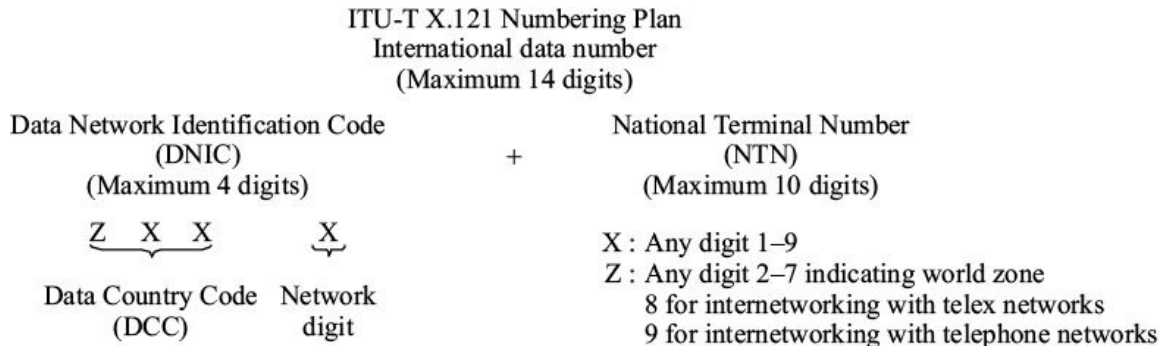 ITU-T X.121 Numbering Plan
International data number
(Maximum 14 digits)
Data Network Identification Code
(DNIC)
(Maximum 4 digits)
+
National Terminal Number
(NTN)
(Maximum 10 digits)
Z X X X
Data Country Code
(DCC)
Network
digit
X : Any digit 1–9
Z : Any digit 2–7 indicating world zone
8 for internetworking with telex networks
9 for internetworking with telephone networks